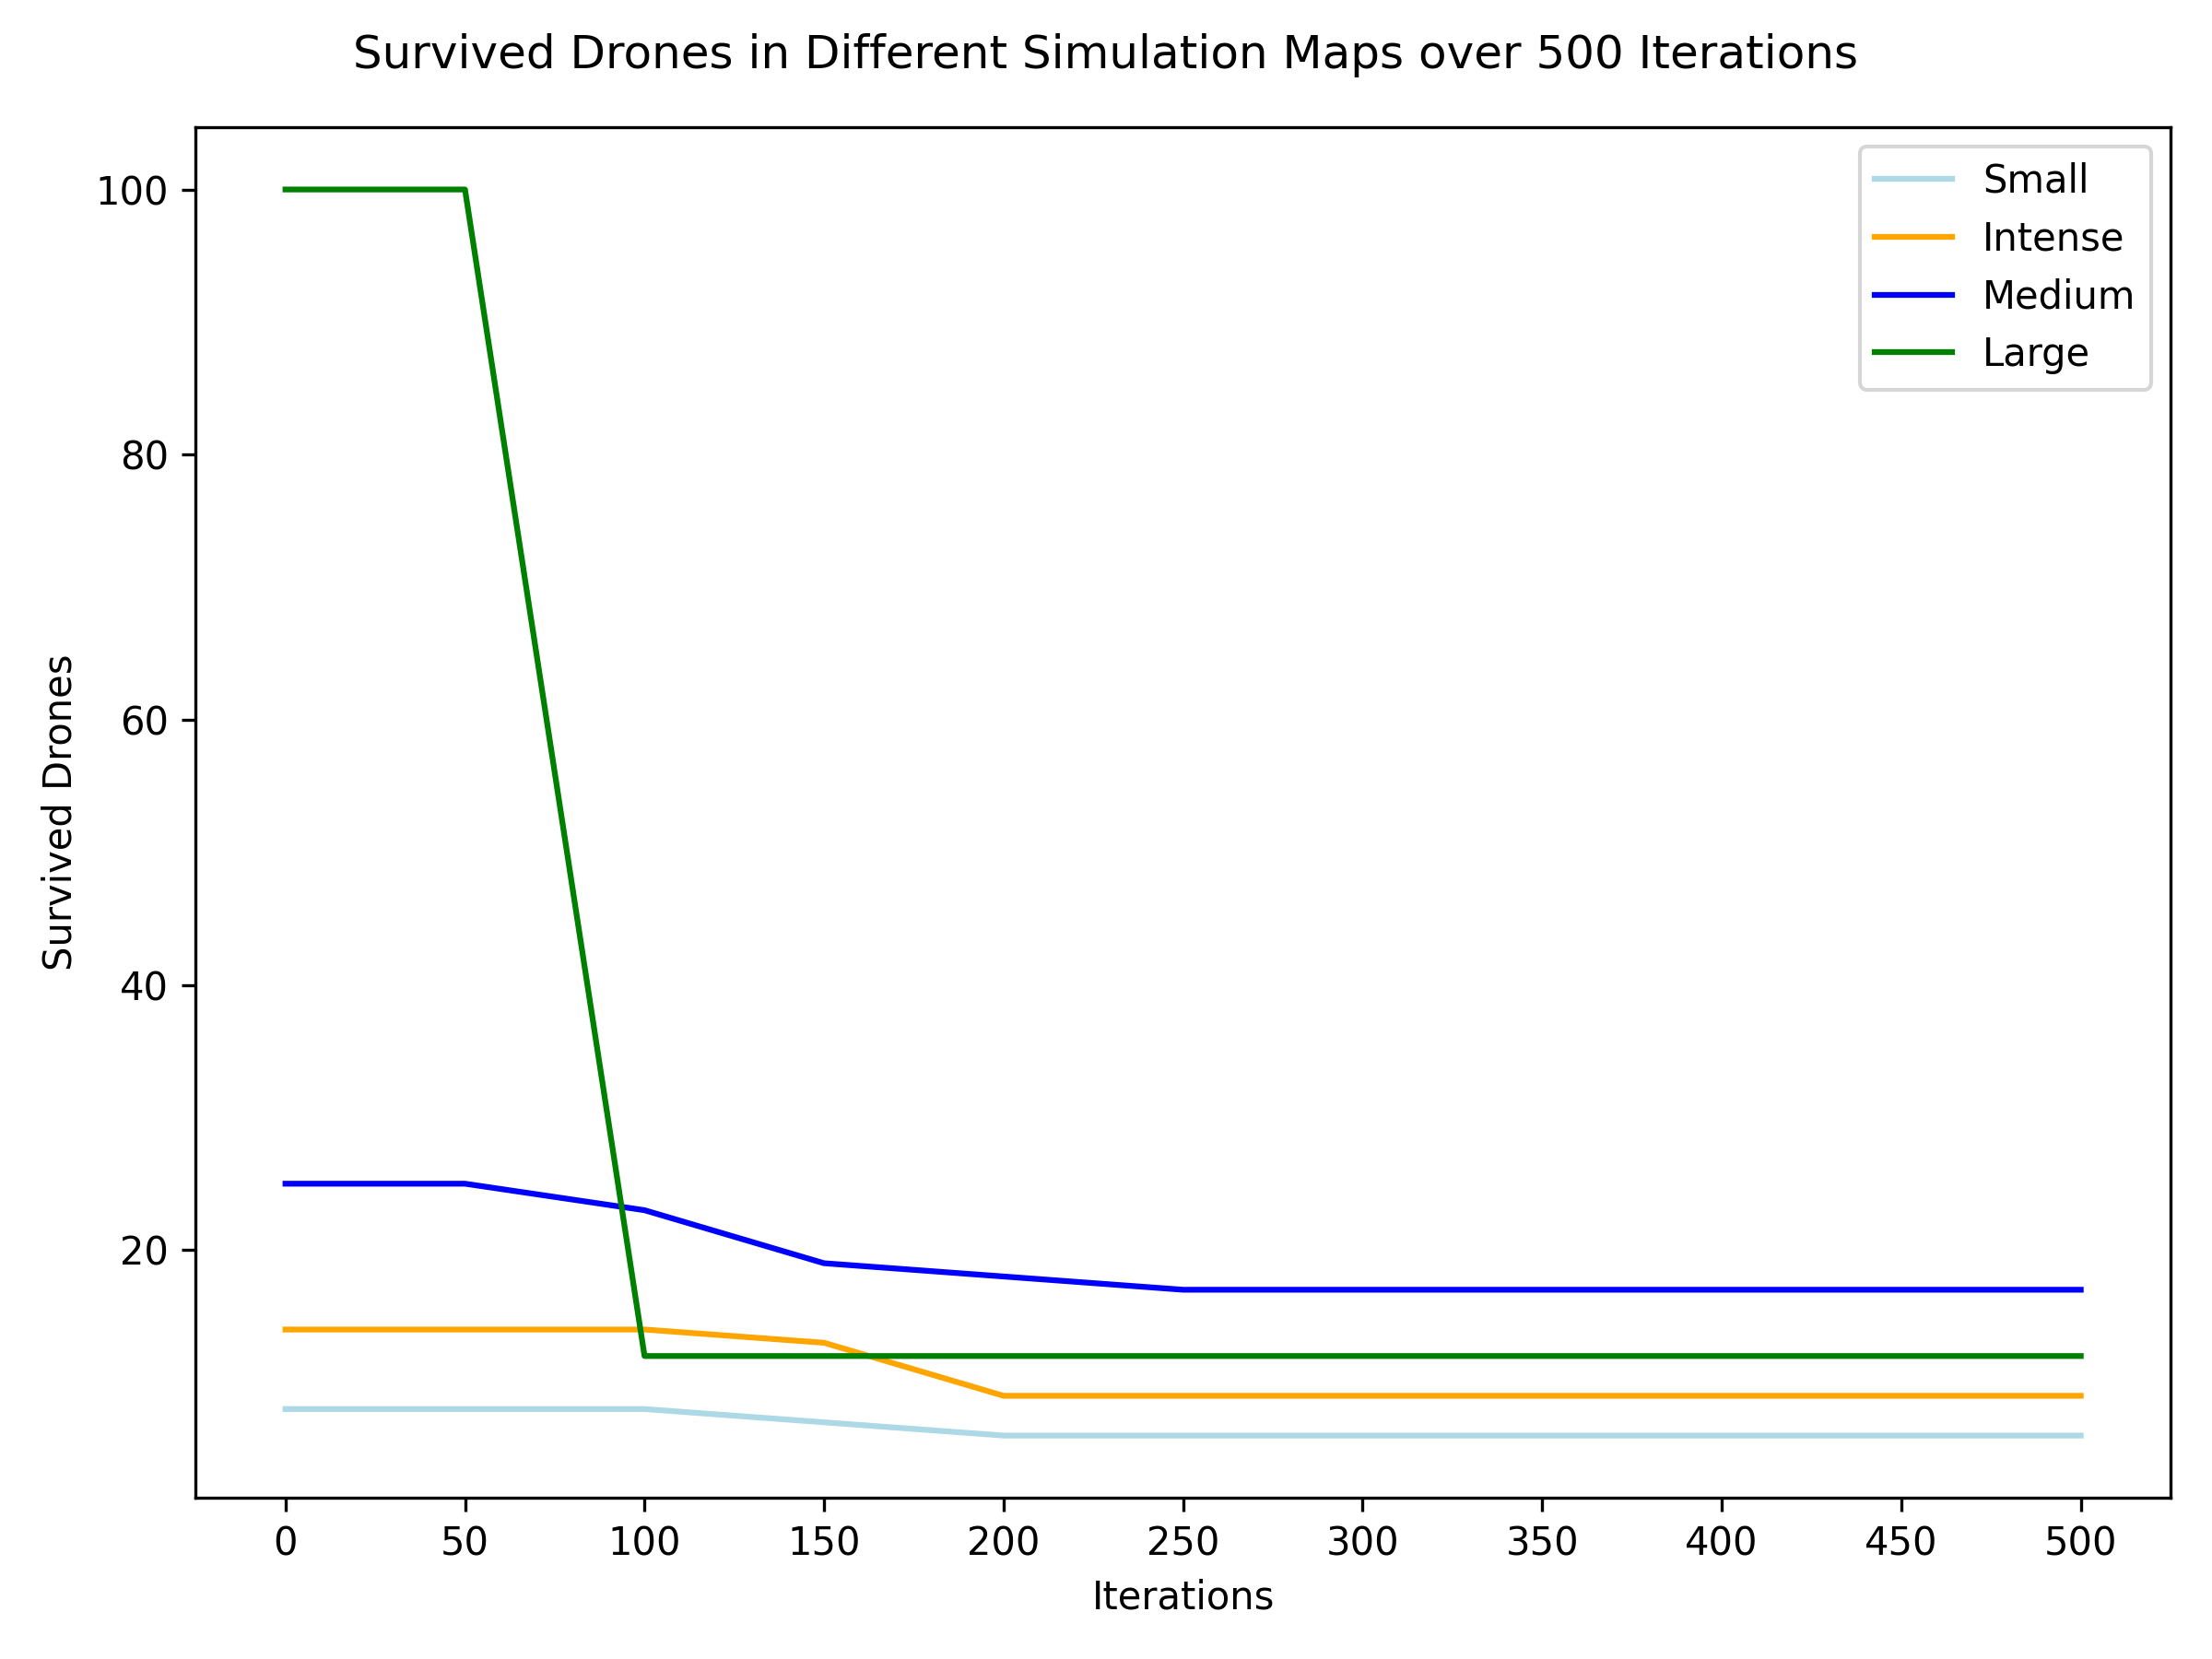 Survived Drones in Different Simulation Maps over 500 Iterations
Small
Intense
Medium
Large
Survived Drones
100
80
60
40
20
0 50 100 150 200 250 300 350 400 450 500
Iterations